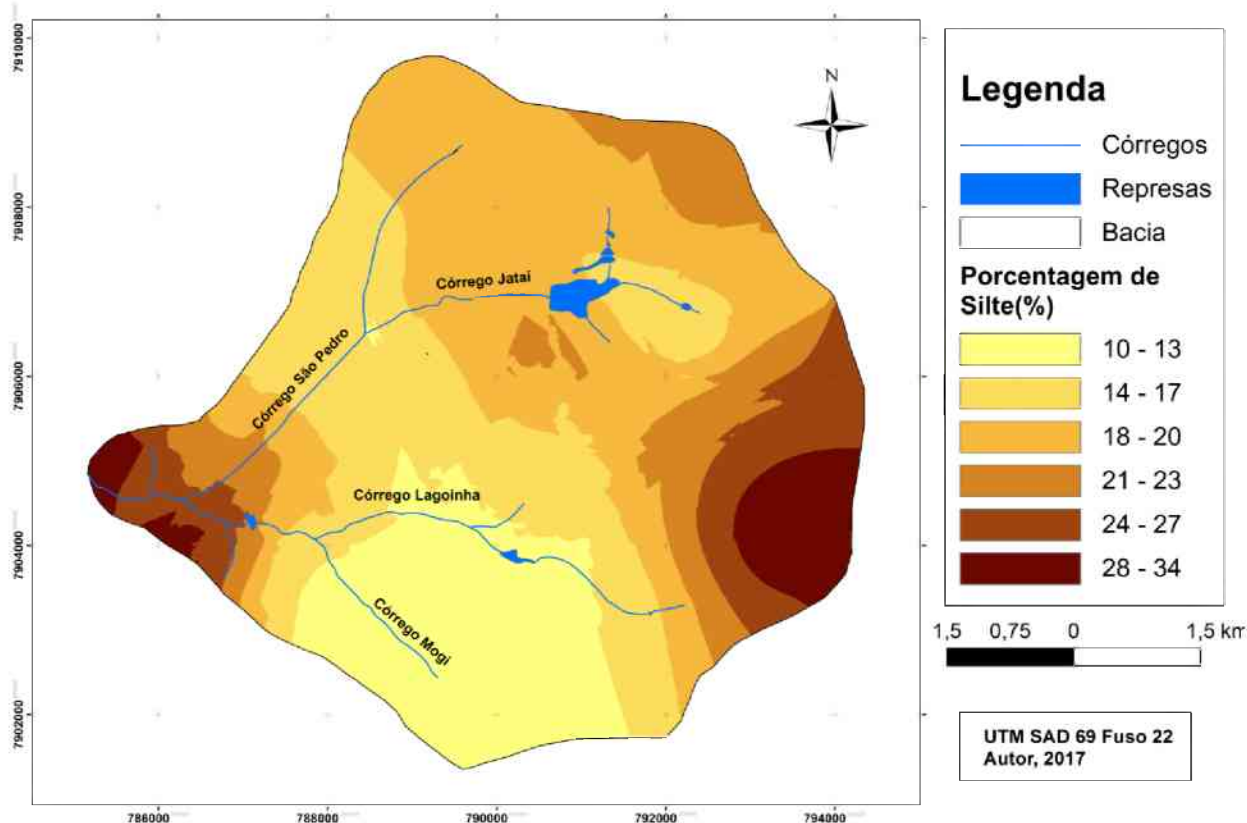 7910000
7908000
7906000
7904000
7902000
786000
788000
790000
792000
794000
N
Córrego Jataí
Córrego São Pedro
Córrego Lagoinha
Córrego Mogi
Legenda
Córregos
Represas
Bacia
Porcentagem de
Silte(%)
10 - 13
14 - 17
18 - 20
21 - 23
24 - 27
28 - 34
1,5 0,75 0 1,5 km
UTM SAD 69 Fuso 22
Autor, 2017